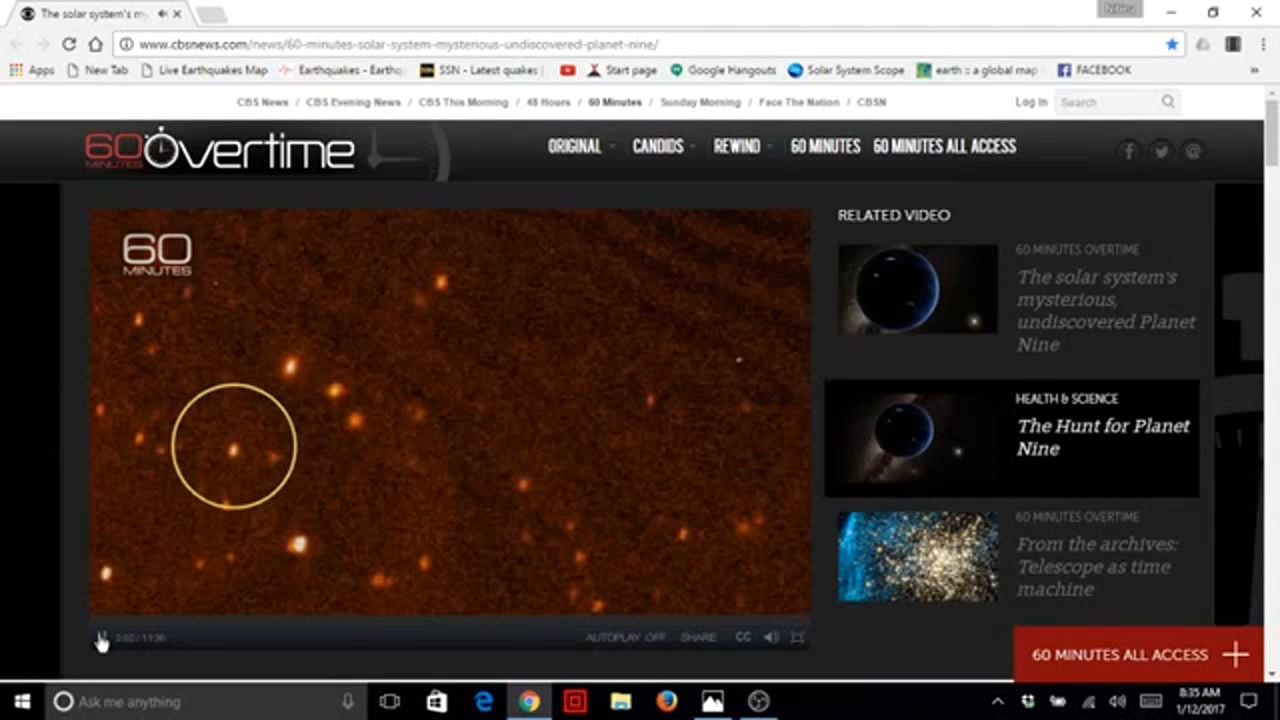 The solar system's m
www.cbsnews.com/news/60-minutes-solar-system-mysterious-undiscovered-planet-nine/
Apps New Tab Live Earthquakes Map Earthquakes - Earthq SSN - Latest quakes | Start page Google Hangouts Solar System Scope earth :: a global map FACEBOOK »
CBS News / CBS Evening News / CBS This Morning / 48 Hours / 60 Minutes / Sunday Morning / Face The Nation / CBSN Log In Search
60 MINUTES Overtime
ORIGINAL CANDIDS REWIND 60 MINUTES 60 MINUTES ALL ACCESS
60
MINUTES
RELATED VIDEO
60 MINUTES OVERTIME
The solar system's
mysterious,
undiscovered Planet
Nine
HEALTH & SCIENCE
The Hunt for Planet
Nine
60 MINUTES OVERTIME
From the archives:
Telescope as time
machine
AUTOPLAY OFF SHARE CC
60 MINUTES ALL ACCESS
Ask me anything
8:35 AM
1/12/2017